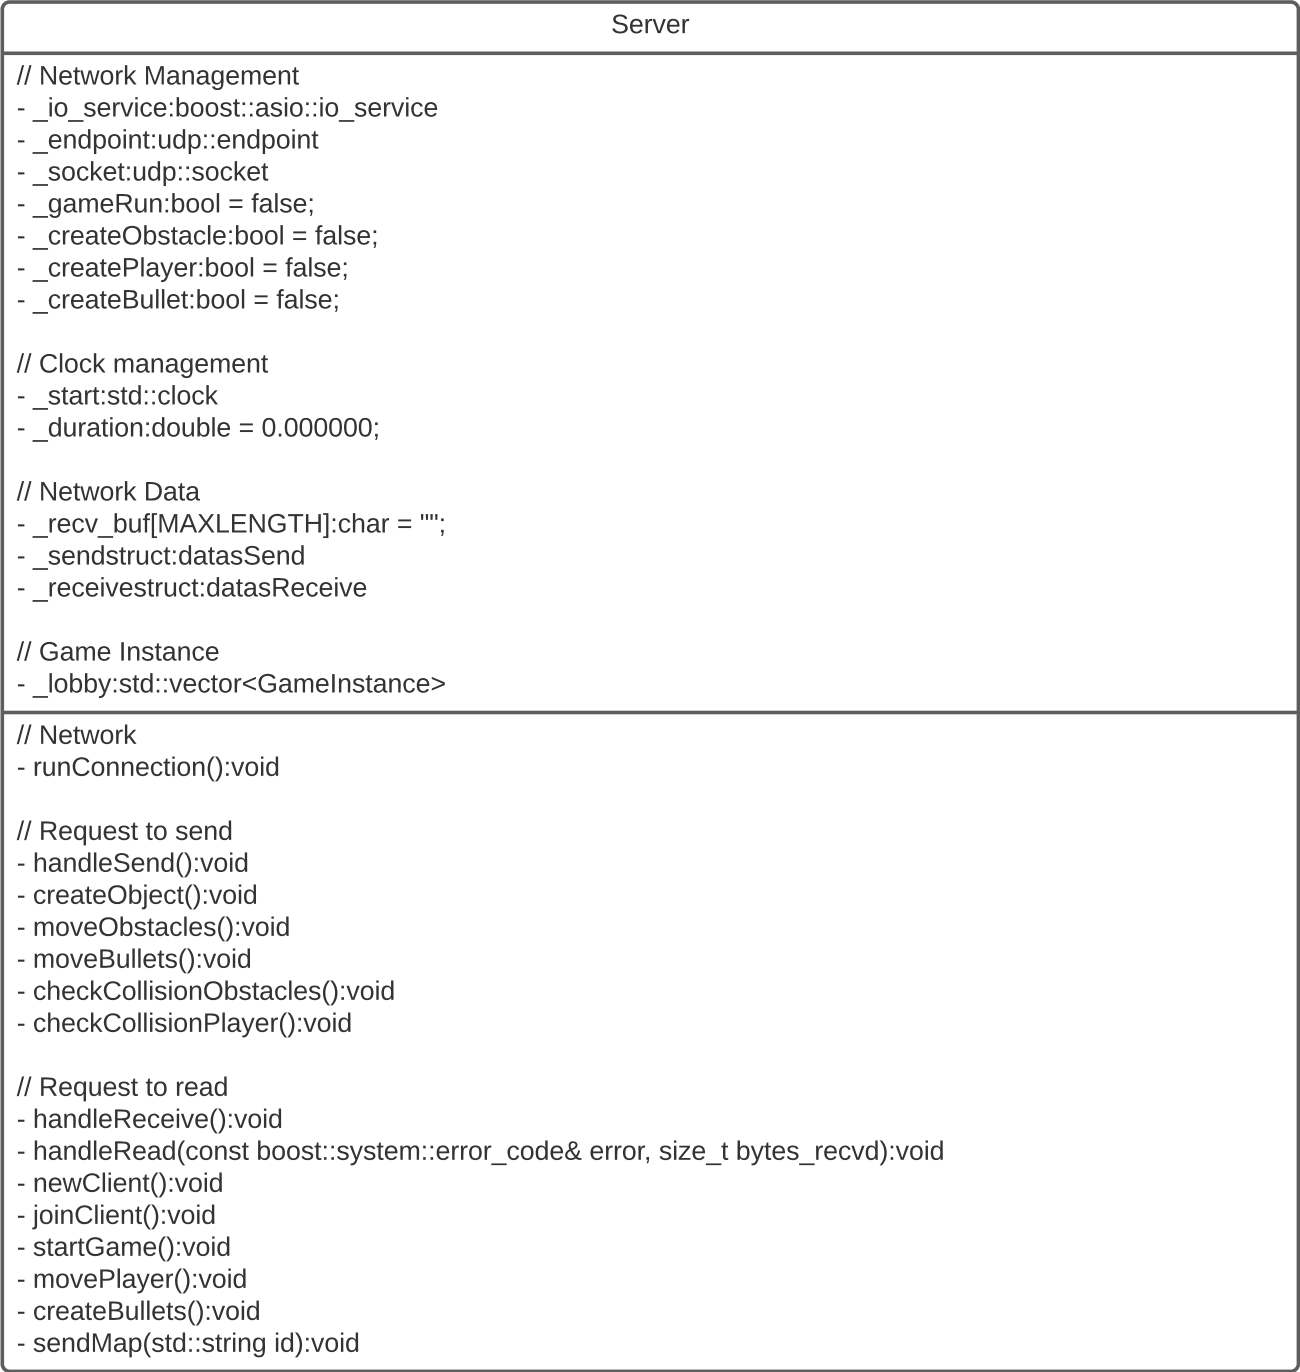 Server
// Network Management
- _io_service:boost::asio::io_service
- _endpoint:udp::endpoint
- _socket:udp::socket
- _gameRun:bool = false;
- _createObstacle:bool = false;
- _createPlayer:bool = false;
- _createBullet:bool = false;
// Clock management
- _start:std::clock
- _duration:double = 0.000000;
// Network Data
- _recv_buf[MAXLENGTH]:char = "";
- _sendstruct:datasSend
- _receivestruct:datasReceive
// Game Instance
- _lobby:std::vector<GameInstance>
// Network
- runConnection():void
// Request to send
- handleSend():void
- createObject():void
- moveObstacles():void
- moveBullets():void
- checkCollisionObstacles():void
- checkCollisionPlayer():void
// Request to read
- handleReceive():void
- handleRead(const boost::system::error_code& error, size_t bytes_recvd):void
- newClient():void
- joinClient():void
- startGame():void
- movePlayer():void
- createBullets():void
- sendMap(std::string id):void